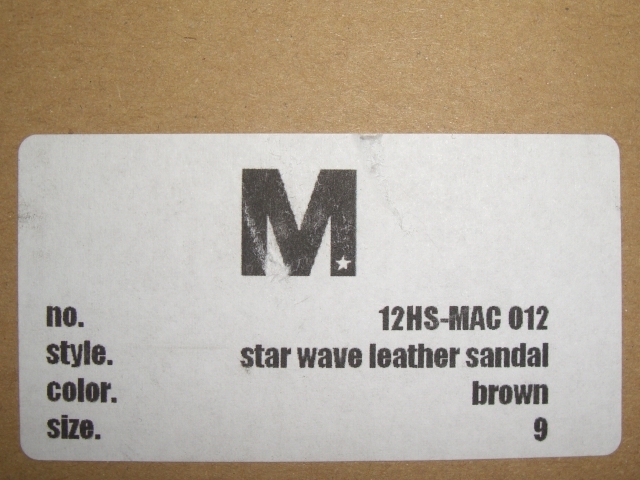 M
no. 12HS-MAC 012
style. star wave leather sandal
color. brown
size. 9